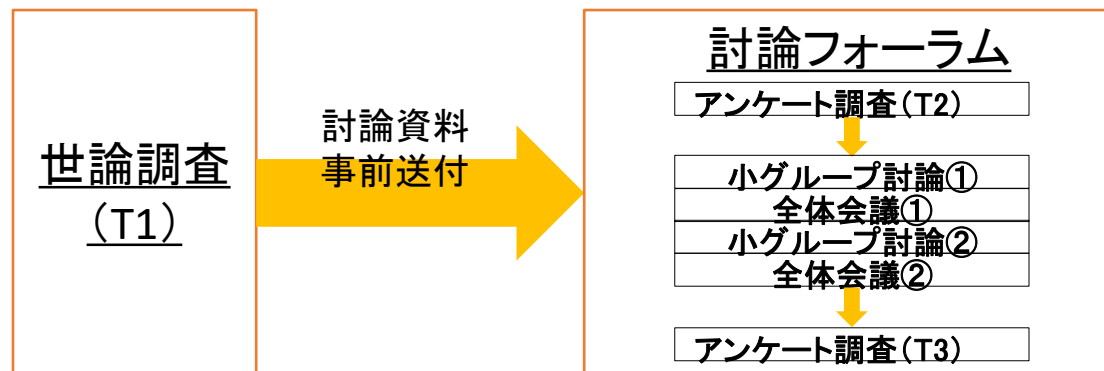 世論調査
(T1)
討論資料
事前送付
討論フォーラム
アンケート調査(T2)
小グループ討論①
全体会議①
小グループ討論②
全体会議②
アンケート調査(T3)